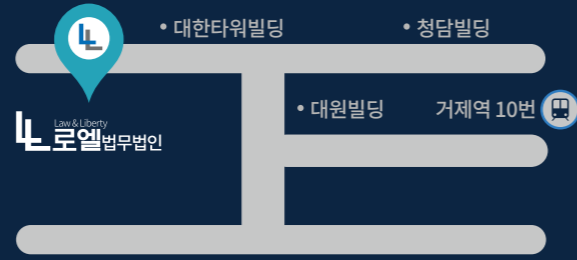 • 대한타워빌딩
• 청담빌딩
• 대원빌딩
거제역 10번
Law & Liberty
로엘법무법인